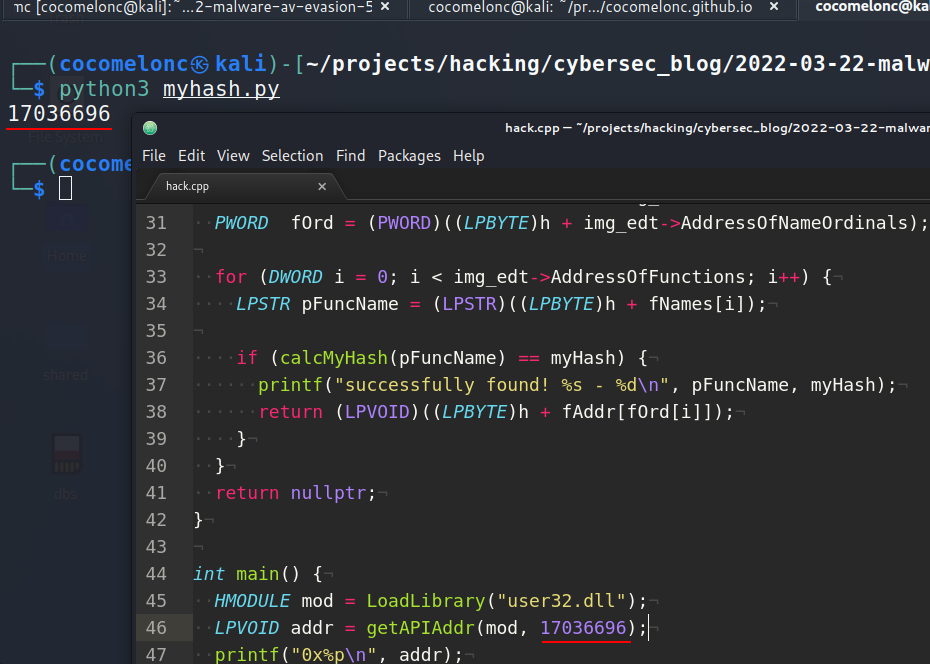 mc [cocomelonc]:~...2-malware-av-evasion-5 ✕ cocomelonc@kali: ~/pr.../cocomelonc.github.io ✕ cocomelonc@ka
┌──(cocomelonc㉿kali)-[~/projects/hacking/cybersec_blog/2022-03-22-malw
└─$ python3 myhash.py
17036696
File System
┌──(cocome
└─$
Home
shared
dbs
hack.cpp — ~/projects/hacking/cybersec_blog/2022-03-22-malwar
File Edit View Selection Find Packages Help
hack.cpp ✕
31 ··PWORD  fOrd = (PWORD)((LPBYTE)h + img_edt->AddressOfNameOrdinals);
32 ¬
33 ··for (DWORD i = 0; i < img_edt->AddressOfFunctions; i++) {¬
34 ····LPSTR pFuncName = (LPSTR)((LPBYTE)h + fNames[i]);¬
35 ¬
36 ····if (calcMyHash(pFuncName) == myHash) {¬
37 ······printf("successfully found! %s - %d\n", pFuncName, myHash);¬
38 ······return (LPVOID)((LPBYTE)h + fAddr[fOrd[i]]);¬
39 ····}¬
40 ··}¬
41 ··return nullptr;¬
42 }¬
43 ¬
44 int main() {¬
45 ··HMODULE mod = LoadLibrary("user32.dll");¬
46 ··LPVOID addr = getAPIAddr(mod, 17036696);¬
47 ··printf("0x%p\n", addr);¬